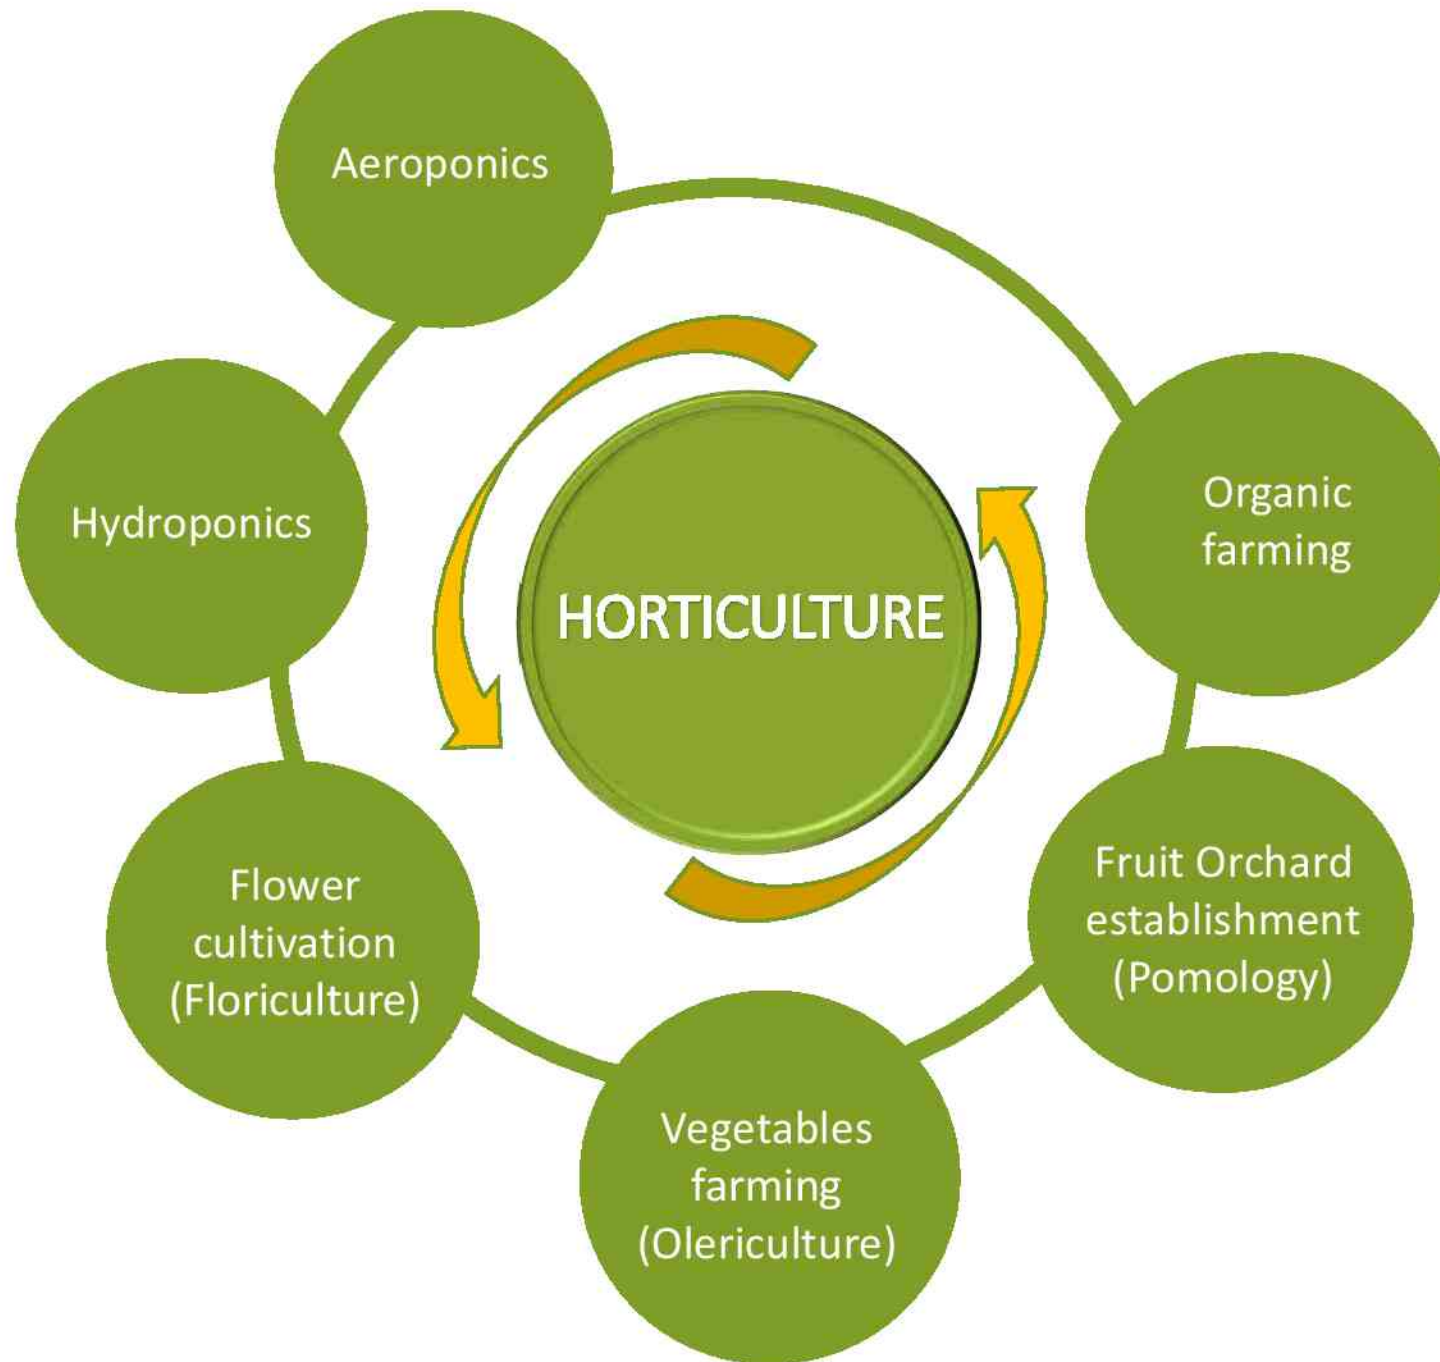 Aeroponics
Hydroponics
Organic
farming
HORTICULTURE
Flower
cultivation
(Floriculture)
Fruit Orchard
establishment
(Pomology)
Vegetables
farming
(Olericulture)